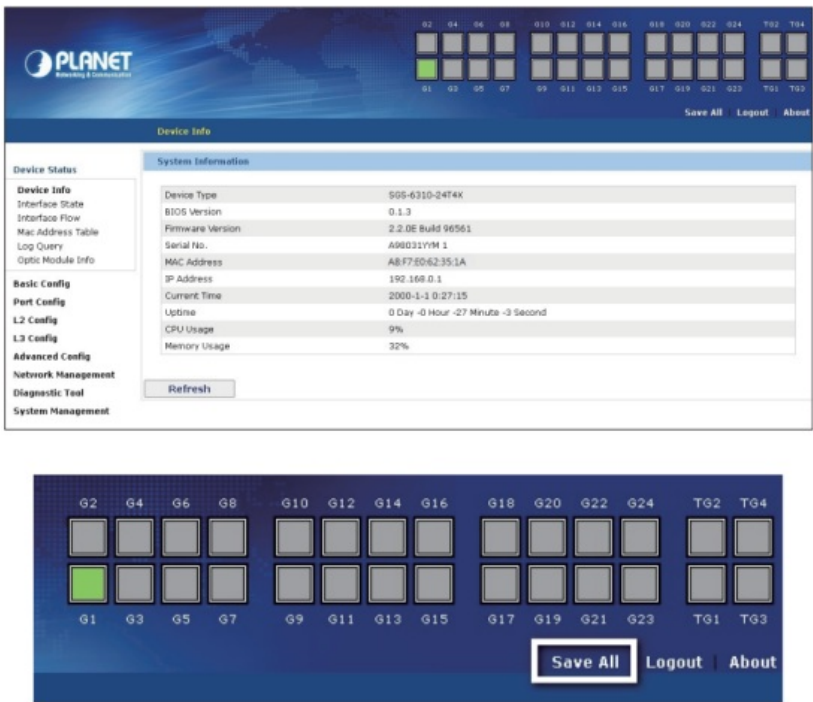 G2 G4 G6 G8 G10 G12 G14 G16 G18 G20 G22 G24 TG2 TG4
PLANET
Networking & Communication
G1 G3 G5 G7 G9 G11 G13 G15 G17 G19 G21 G23 TG1 TG3
Save All | Logout | About
Device Info
Device Status
Device Info
Interface State
Interface Flow
Mac Address Table
Log Query
Optic Module Info
Basic Config
Port Config
L2 Config
L3 Config
Advanced Config
Network Management
Diagnostic Tool
System Management
System Information
Device Type SGS-6310-24T4X
BIOS Version 0.1.3
Firmware Version 2.2.0E Build 96561
Serial No. A98031YYM 1
MAC Address A8:F7:E0:62:35:1A
IP Address 192.168.0.1
Current Time 2000-1-1 0:27:15
Uptime 0 Day -0 Hour -27 Minute -3 Second
CPU Usage 9%
Memory Usage 32%
Refresh
G2 G4 G6 G8 G10 G12 G14 G16 G18 G20 G22 G24 TG2 TG4
G1 G3 G5 G7 G9 G11 G13 G15 G17 G19 G21 G23 TG1 TG3
Save All Logout | About